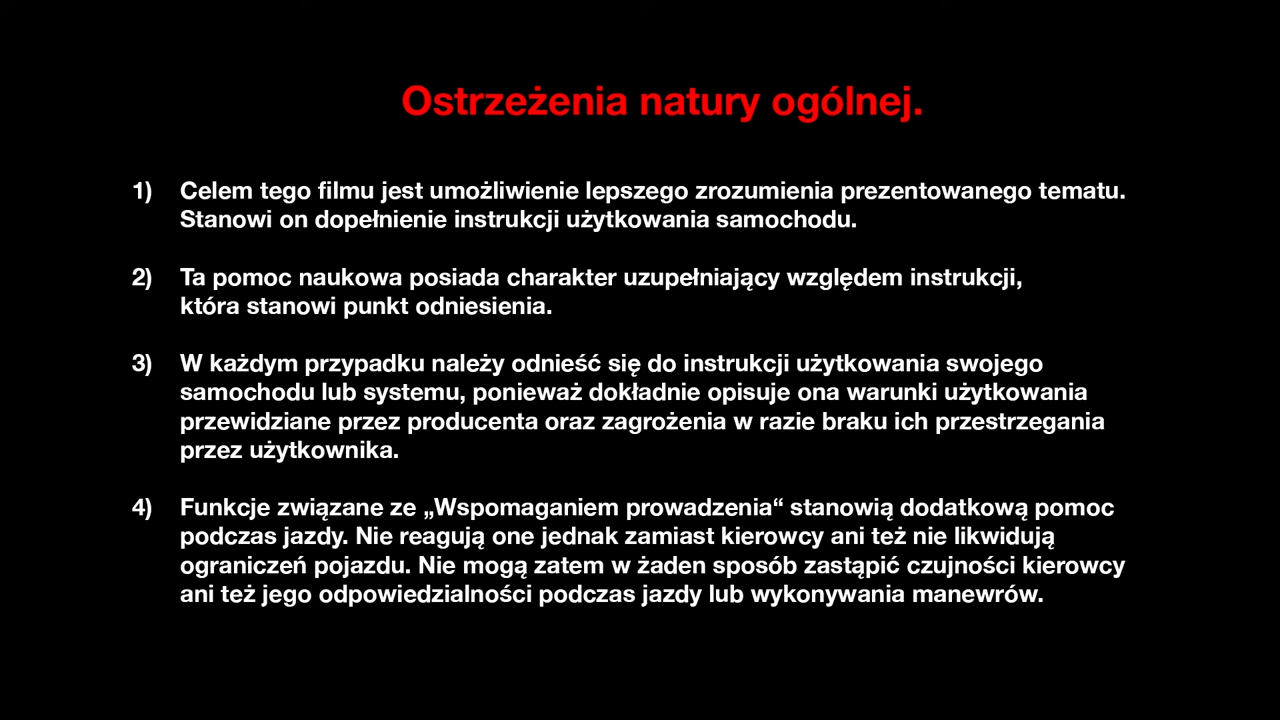 Ostrzeżenia natury ogólnej.
1) Celem tego filmu jest umożliwienie lepszego zrozumienia prezentowanego tematu.
Stanowi on dopełnienie instrukcji użytkowania samochodu.
2) Ta pomoc naukowa posiada charakter uzupełniający względem instrukcji,
która stanowi punkt odniesienia.
3) W każdym przypadku należy odnieść się do instrukcji użytkowania swojego
samochodu lub systemu, ponieważ dokładnie opisuje ona warunki użytkowania
przewidziane przez producenta oraz zagrożenia w razie braku ich przestrzegania
przez użytkownika.
4) Funkcje związane ze „Wspomaganiem prowadzenia“ stanowią dodatkową pomoc
podczas jazdy. Nie reagują one jednak zamiast kierowcy ani też nie likwidują
ograniczeń pojazdu. Nie mogą zatem w żaden sposób zastąpić czujności kierowcy
ani też jego odpowiedzialności podczas jazdy lub wykonywania manewrów.